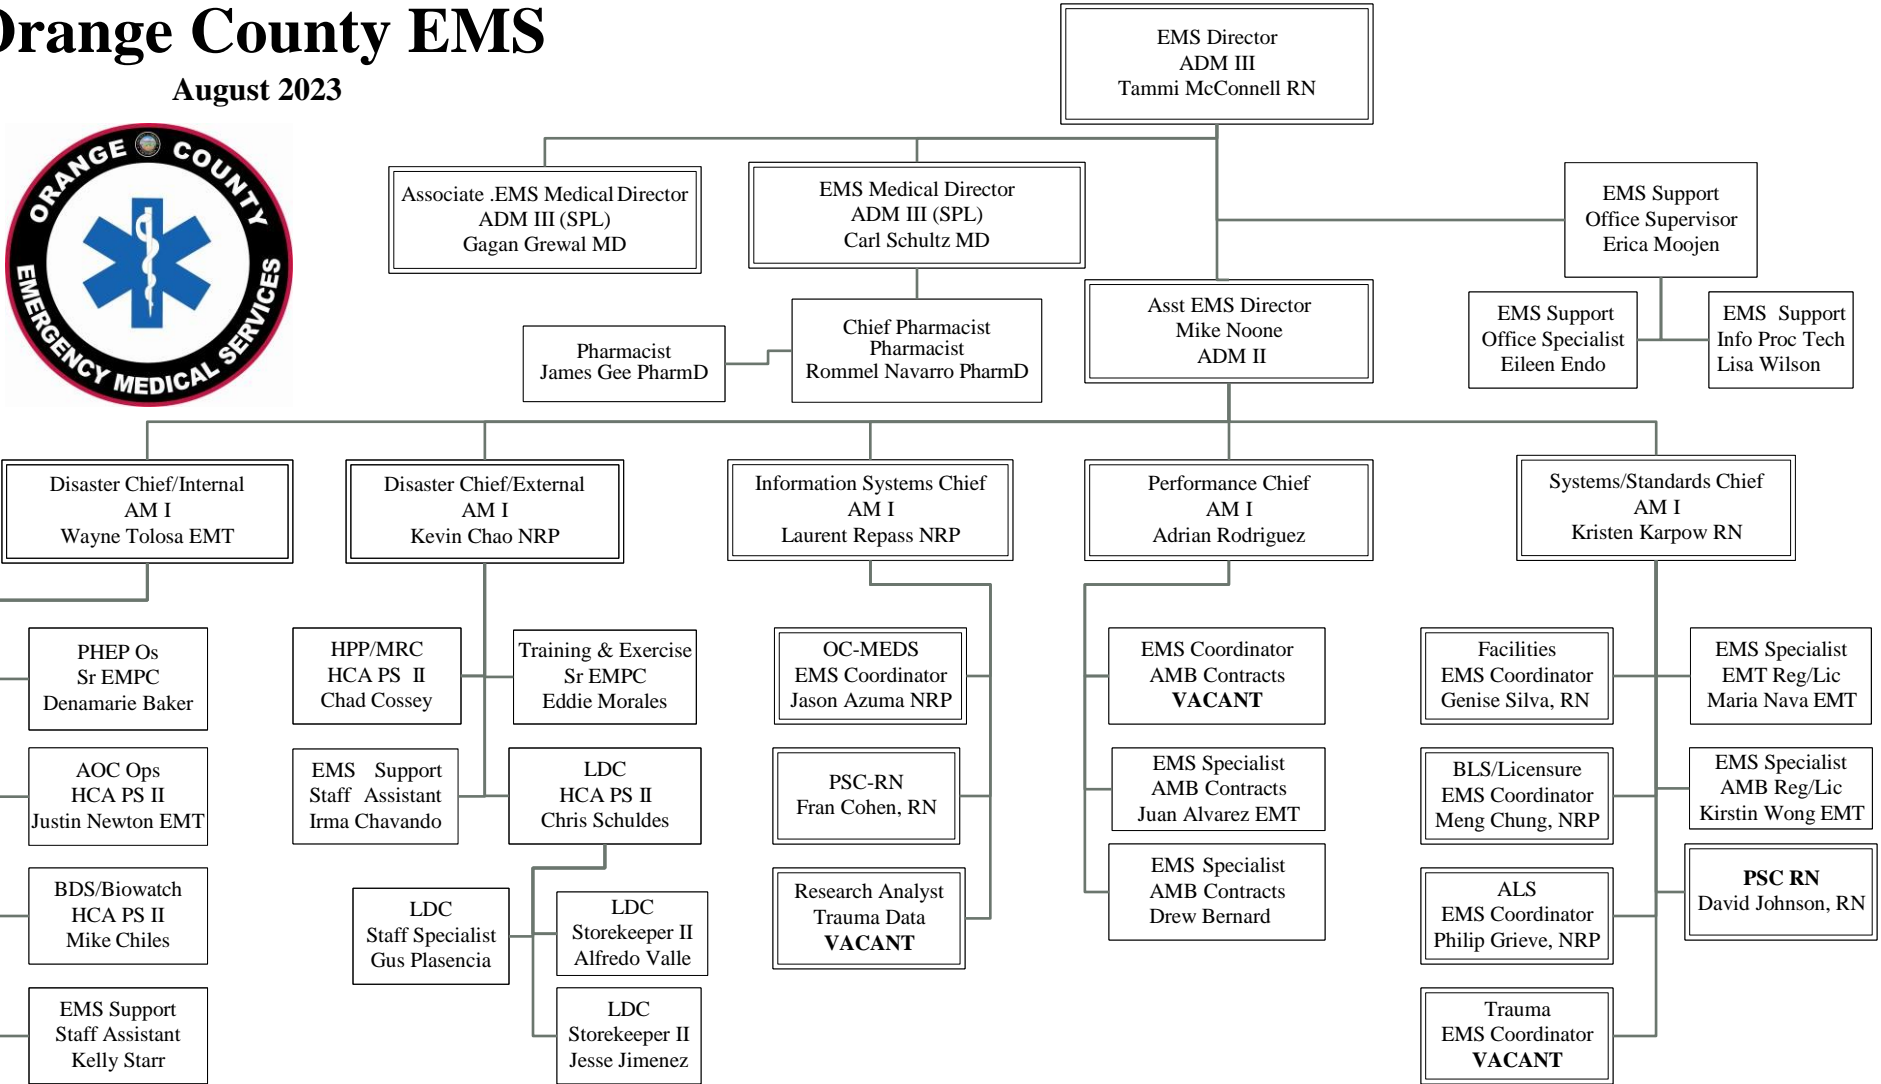 Orange County EMS
August 2023
ORANGE COUNTY
EMERGENCY MEDICAL SERVICES
EMS Director
ADM III
Tammi McConnell RN
Associate .EMS Medical Director
ADM III (SPL)
Gagan Grewal MD
EMS Medical Director
ADM III (SPL)
Carl Schultz MD
EMS Support
Office Supervisor
Erica Moojen
Pharmacist
James Gee PharmD
Chief Pharmacist
Pharmacist
Rommel Navarro PharmD
Asst EMS Director
Mike Noone
ADM II
EMS Support
Office Specialist
Eileen Endo
EMS Support
Info Proc Tech
Lisa Wilson
Disaster Chief/Internal
AM I
Wayne Tolosa EMT
Disaster Chief/External
AM I
Kevin Chao NRP
Information Systems Chief
AM I
Laurent Repass NRP
Performance Chief
AM I
Adrian Rodriguez
Systems/Standards Chief
AM I
Kristen Karpow RN
PHEP Os
Sr EMPC
Denamarie Baker
AOC Ops
HCA PS II
Justin Newton EMT
BDS/Biowatch
HCA PS II
Mike Chiles
EMS Support
Staff Assistant
Kelly Starr
HPP/MRC
HCA PS II
Chad Cossey
Training & Exercise
Sr EMPC
Eddie Morales
EMS Support
Staff Assistant
Irma Chavando
LDC
HCA PS II
Chris Schuldes
LDC
Staff Specialist
Gus Plasencia
LDC
Storekeeper II
Alfredo Valle
LDC
Storekeeper II
Jesse Jimenez
OC-MEDS
EMS Coordinator
Jason Azuma NRP
PSC-RN
Fran Cohen, RN
Research Analyst
Trauma Data
VACANT
EMS Coordinator
AMB Contracts
VACANT
EMS Specialist
AMB Contracts
Juan Alvarez EMT
EMS Specialist
AMB Contracts
Drew Bernard
Facilities
EMS Coordinator
Genise Silva, RN
EMS Specialist
EMT Reg/Lic
Maria Nava EMT
BLS/Licensure
EMS Coordinator
Meng Chung, NRP
EMS Specialist
AMB Reg/Lic
Kirstin Wong EMT
ALS
EMS Coordinator
Philip Grieve, NRP
PSC RN
David Johnson, RN
Trauma
EMS Coordinator
VACANT